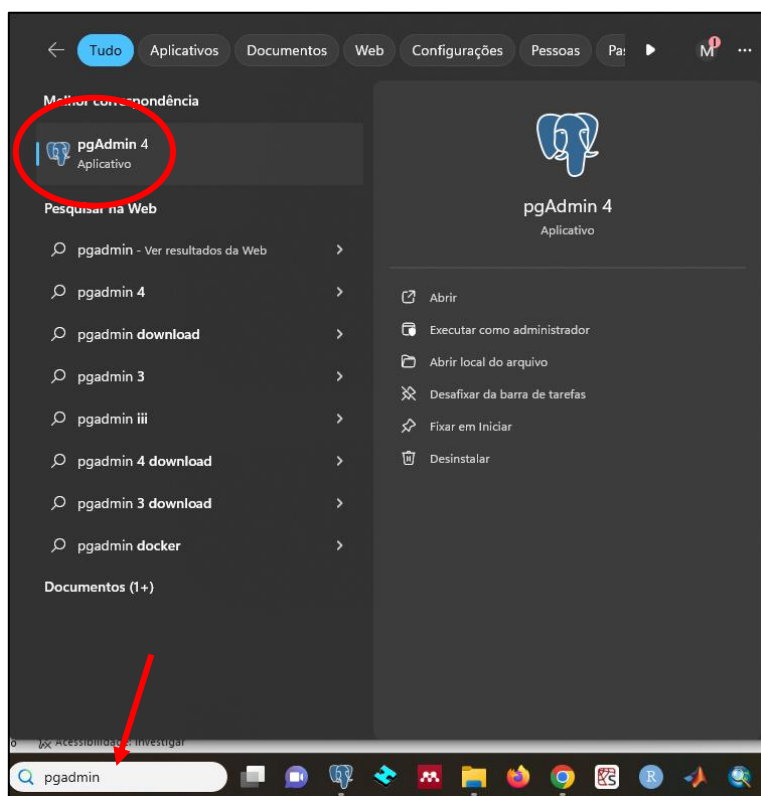 Tudo Aplicativos Documentos Web Configurações Pessoas M 1 ...
Melhor correspondência
pgAdmin 4
Aplicativo
Pesquisar na Web
pgadmin - Ver resultados da Web
pgadmin 4
pgadmin download
pgadmin 3
pgadmin iii
pgadmin 4 download
pgadmin 3 download
pgadmin docker
Documentos (1+)
pgAdmin 4
Aplicativo
Abrir
Executar como administrador
Abrir local do arquivo
Desafixar da barra de tarefas
Fixar em Iniciar
Desinstalar
Acessibilidade: Investigar
pgadmin
R